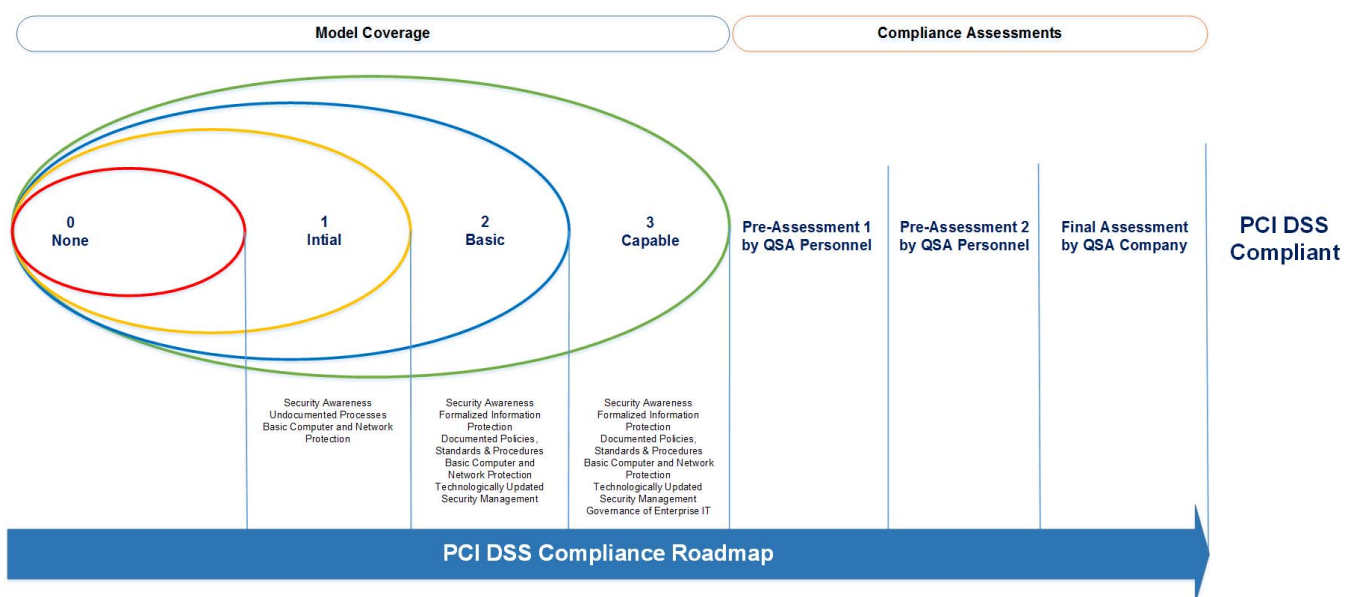 Model Coverage
Compliance Assessments
0
None
1
Intial
2
Basic
3
Capable
Pre-Assessment 1
by QSA Personnel
Pre-Assessment 2
by QSA Personnel
Final Assessment
by QSA Company
PCI DSS
Compliant
Security Awareness
Undocumented Processes
Basic Computer and Network
Protection
Security Awareness
Formalized Information
Protection
Documented Policies,
Standards & Procedures
Basic Computer and
Network Protection
Technologically Updated
Security Management
Security Awareness
Formalized Information
Protection
Documented Policies,
Standards & Procedures
Basic Computer and Network
Protection
Technologically Updated
Security Management
Governance of Enterprise IT
PCI DSS Compliance Roadmap